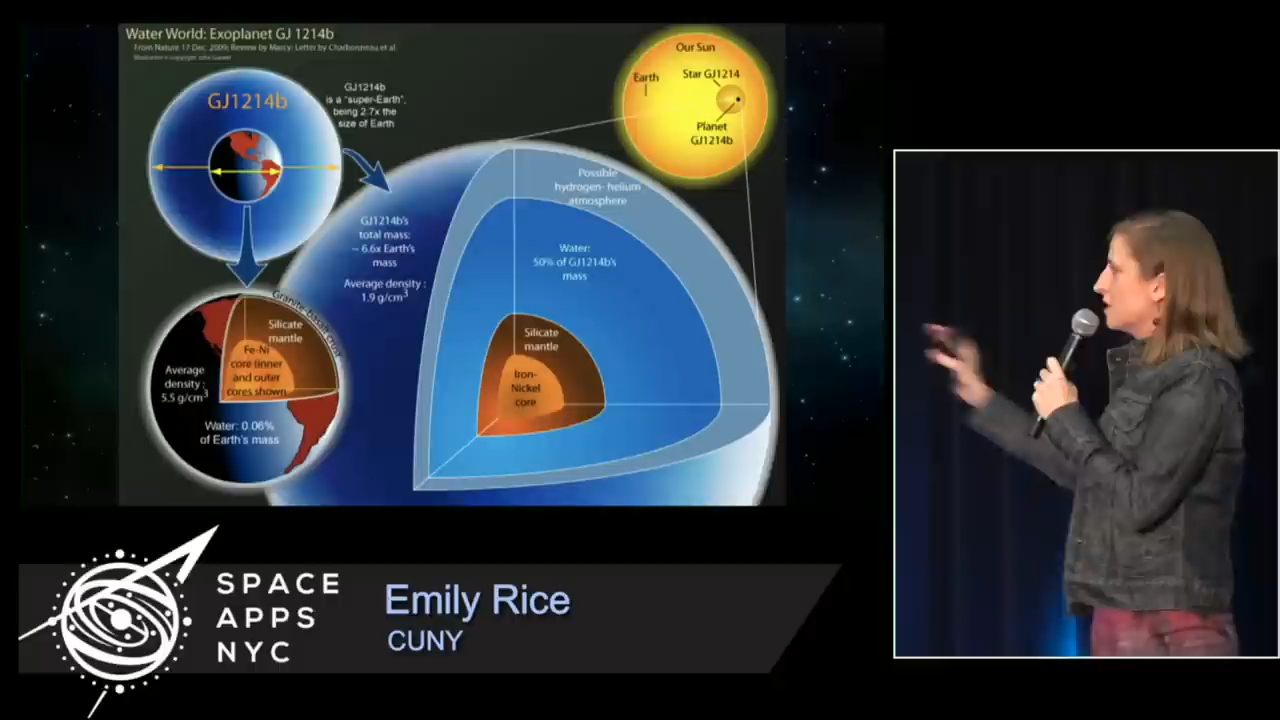 Water World: Exoplanet GJ 1214b
From Nature 17 Dec. 2009; Review by Marcy; Letter by Charbonneau et al
GJ1214b
GJ1214b
is a "super-Earth",
being 2.7x the
size of Earth
Our Sun
Earth
Star GJ1214
Planet
GJ1214b
Possible
hydrogen- helium
atmosphere
GJ1214b's
total mass:
~ 6.6x Earth's
mass
Average density :
1.9 g/cm3
Water:
50% of GJ1214b's
mass
Silicate
mantle
Iron-
Nickel
core
Granite-basalt crust
Silicate
mantle
Fe-Ni
core (inner
and outer
cores shown
Average
density :
5.5 g/cm3
Water: 0.06%
of Earth's mass
SPACE
APPS
NYC
Emily Rice
CUNY